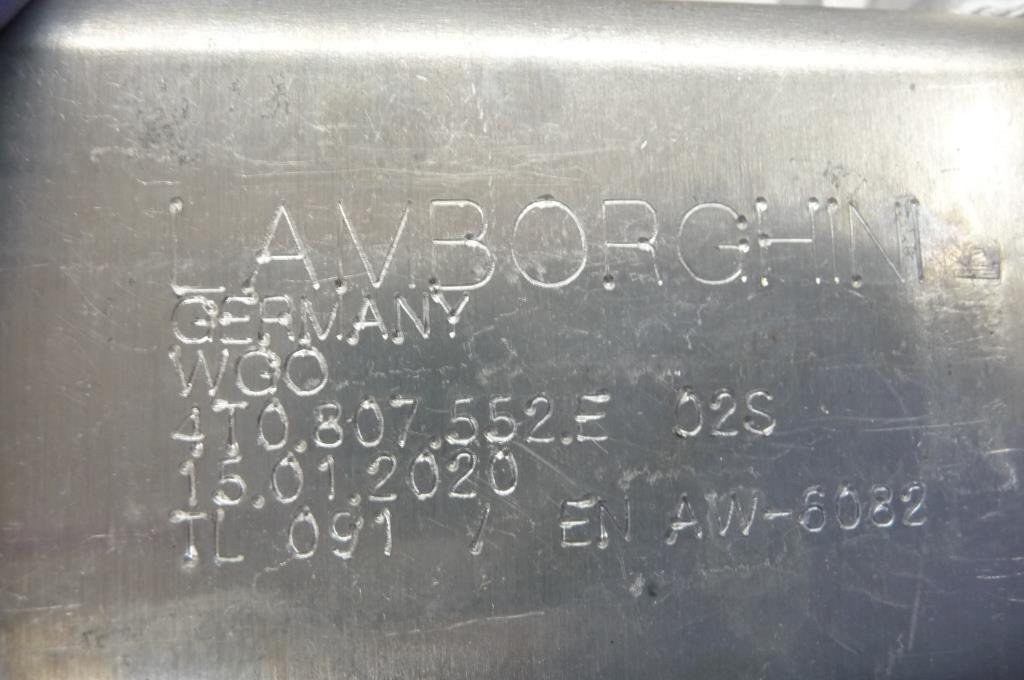 LAMBORGHINI
GERMANY
WGO
4T0.807.552.E 02S
15.01.2020
TL 091 / EN AW-6082